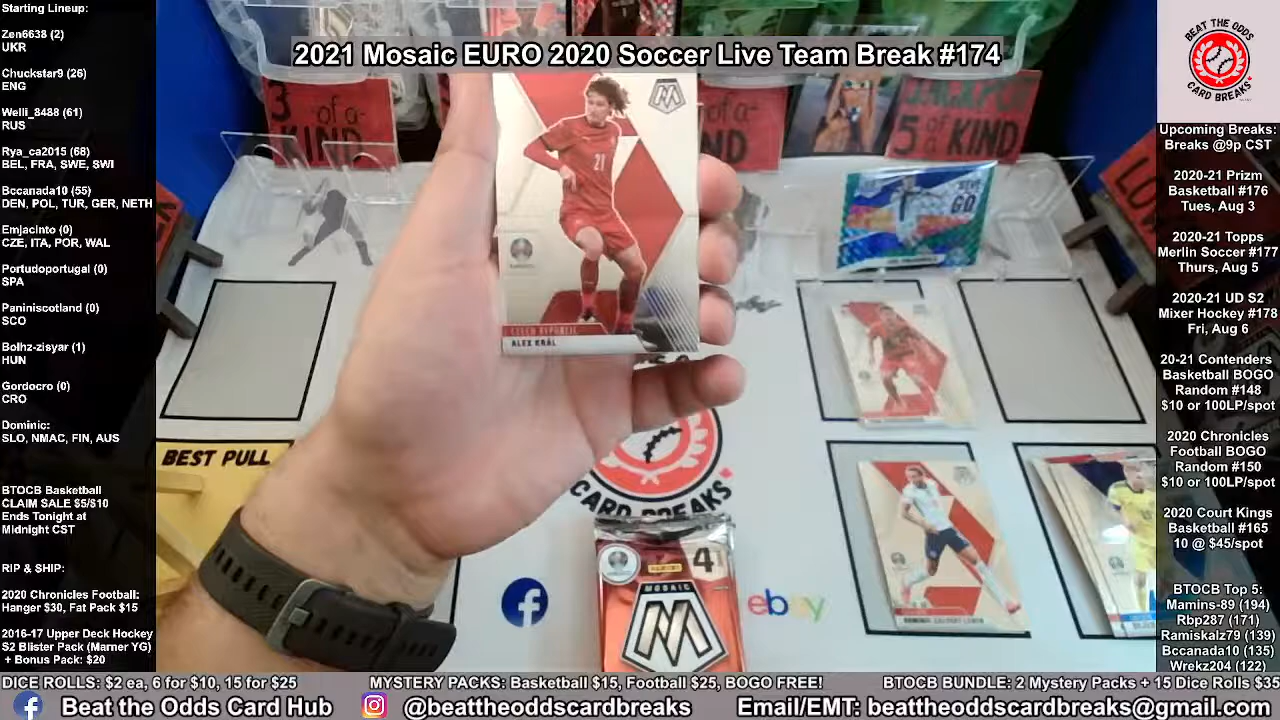 2021 Mosaic EURO 2020 Soccer Live Team Break #174
Starting Lineup:
Zen6638 (2)
UKR
Chuckstar9 (26)
ENG
Welli_8488 (61)
RUS
Rya_ca2015 (68)
BEL, FRA, SWE, SWI
Bccanada10 (55)
DEN, POL, TUR, GER, NETH
Emjacinto (0)
CZE, ITA, POR, WAL
Portudoportugal (0)
SPA
Paniniscotland (0)
SCO
Bolhz-zisyar (1)
HUN
Gordocro (0)
CRO
Dominic:
SLO, NMAC, FIN, AUS
BTOCB Basketball
CLAIM SALE $5/$10
Ends Tonight at
Midnight CST
RIP & $HIP:
2020 Chronicles Football:
Hanger $30, Fat Pack $15
2016-17 Upper Deck Hockey
S2 Blister Pack (Marner YG)
+ Bonus Pack: $20
3 of a
KIND
ND
JACKPOT
5 of KIND
GO
21
CZECH REPUBLIC
ALEX KRÁL
BEST PULL
CARD BREAKS
PANINI
41
MOSAIC
ebay
BEAT THE ODDS
CARD BREAKS
Upcoming Breaks:
Breaks @9p CST
2020-21 Prizm
Basketball #176
Tues, Aug 3
2020-21 Topps
Merlin Soccer #177
Thurs, Aug 5
2020-21 UD S2
Mixer Hockey #178
Fri, Aug 6
20-21 Contenders
Basketball BOGO
Random #148
$10 or 100LP/spot
2020 Chronicles
Football BOGO
Random #150
$10 or 100LP/spot
2020 Court Kings
Basketball #165
10 @ $45/spot
BTOCB Top 5:
Mamins-89 (194)
Rbp287 (171)
Ramiskalz79 (139)
Bccanada10 (135)
Wrekz204 (122)
DICE ROLLS: $2 ea, 6 for $10, 15 for $25
MYSTERY PACKS: Basketball $15, Football $25, BOGO FREE!
BTOCB BUNDLE: 2 Mystery Packs + 15 Dice Rolls $35
Beat the Odds Card Hub
@beattheoddscardbreaks
Email/EMT: beattheoddscardbreaks@gmail.com